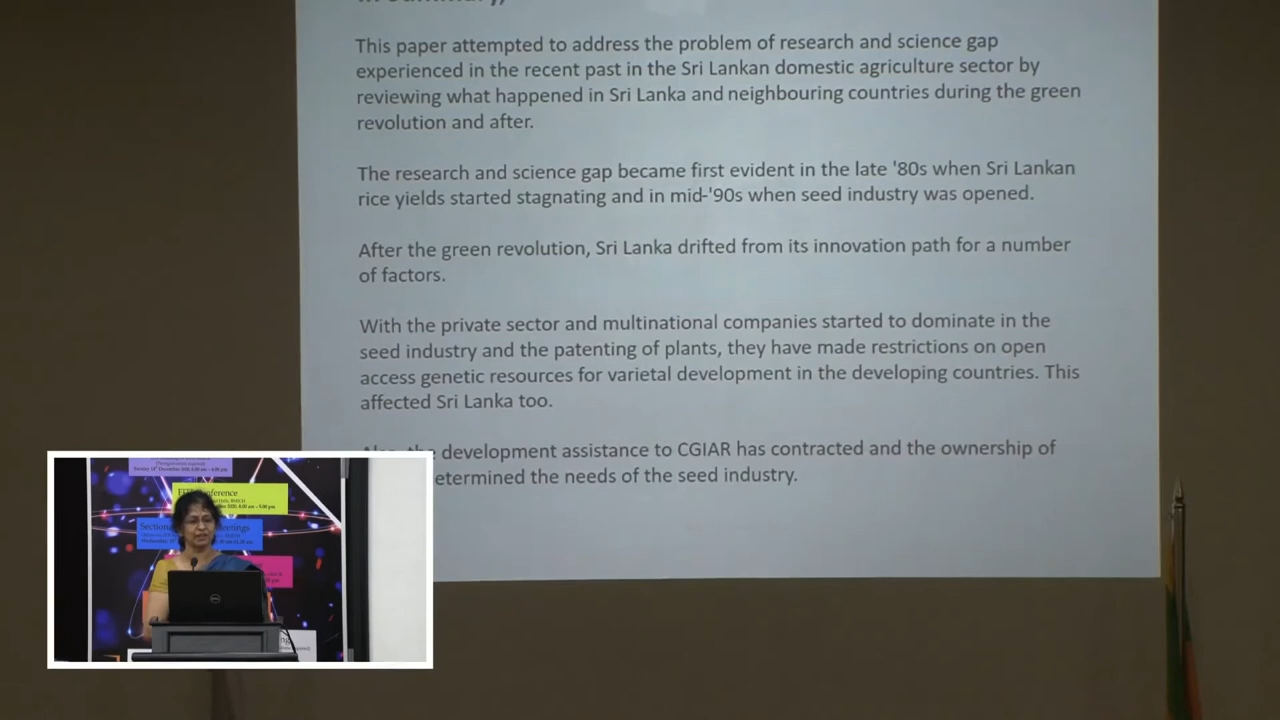 This paper attempted to address the problem of research and science gap
experienced in the recent past in the Sri Lankan domestic agriculture sector by
reviewing what happened in Sri Lanka and neighbouring countries during the green
revolution and after.
The research and science gap became first evident in the late '80s when Sri Lankan
rice yields started stagnating and in mid-'90s when seed industry was opened.
After the green revolution, Sri Lanka drifted from its innovation path for a number
of factors.
With the private sector and multinational companies started to dominate in the
seed industry and the patenting of plants, they have made restrictions on open
access genetic resources for varietal development in the developing countries. This
affected Sri Lanka too.
development assistance to CGIAR has contracted and the ownership of
etermined the needs of the seed industry.
DELL